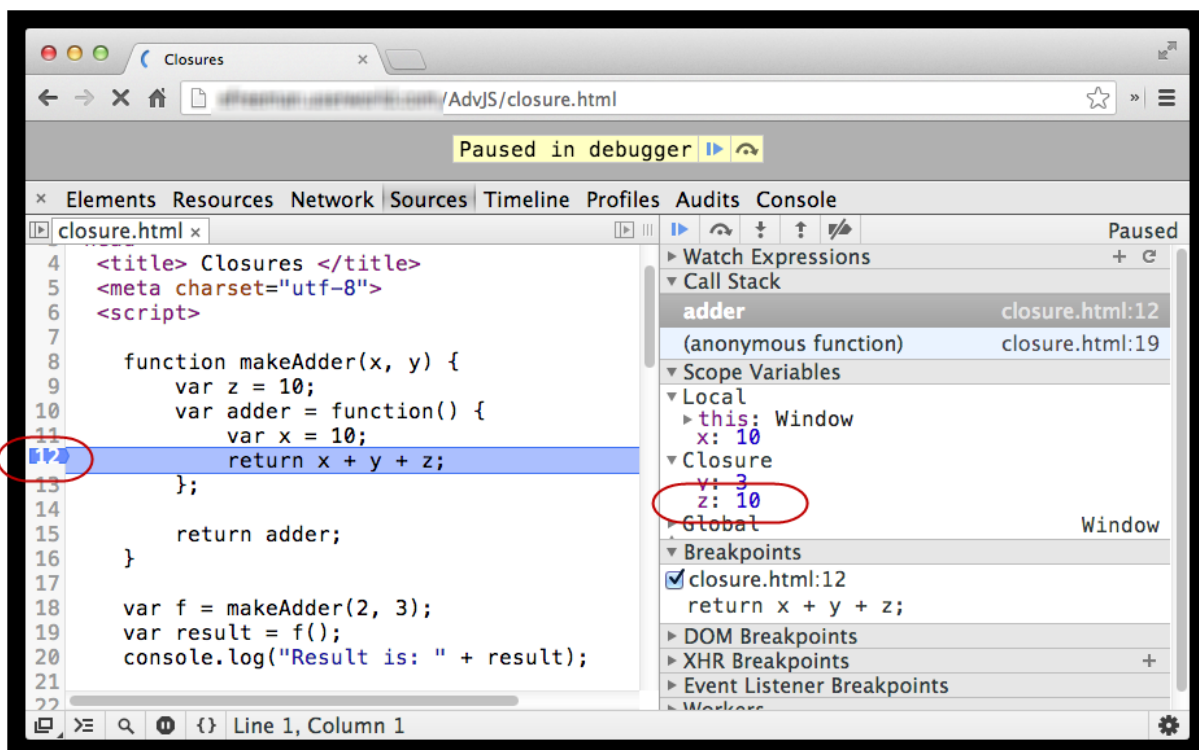 Closures ×
/AdvJS/closure.html
Paused in debugger
× Elements Resources Network Sources Timeline Profiles Audits Console
closure.html ×
4 <title> Closures </title>
5 <meta charset="utf-8">
6 <script>
7
8 function makeAdder(x, y) {
9 var z = 10;
10 var adder = function() {
11 var x = 10;
12 return x + y + z;
13 };
14
15 return adder;
16 }
17
18 var f = makeAdder(2, 3);
19 var result = f();
20 console.log("Result is: " + result);
21
22
Line 1, Column 1
Paused
Watch Expressions
Call Stack
adder closure.html:12
(anonymous function) closure.html:19
Scope Variables
Local
this: Window
x: 10
Closure
y: 3
z: 10
Global Window
Breakpoints
closure.html:12
return x + y + z;
DOM Breakpoints
XHR Breakpoints
Event Listener Breakpoints
Workers